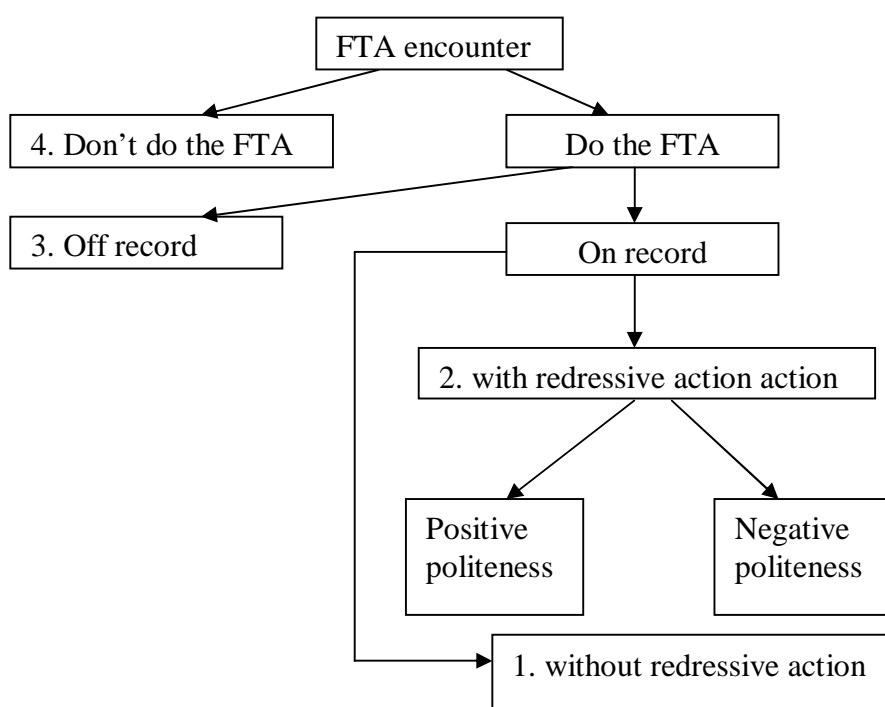 FTA encounter
4. Don’t do the FTA
Do the FTA
3. Off record
On record
2. with redressive action action
Positive
politeness
Negative
politeness
1. without redressive action